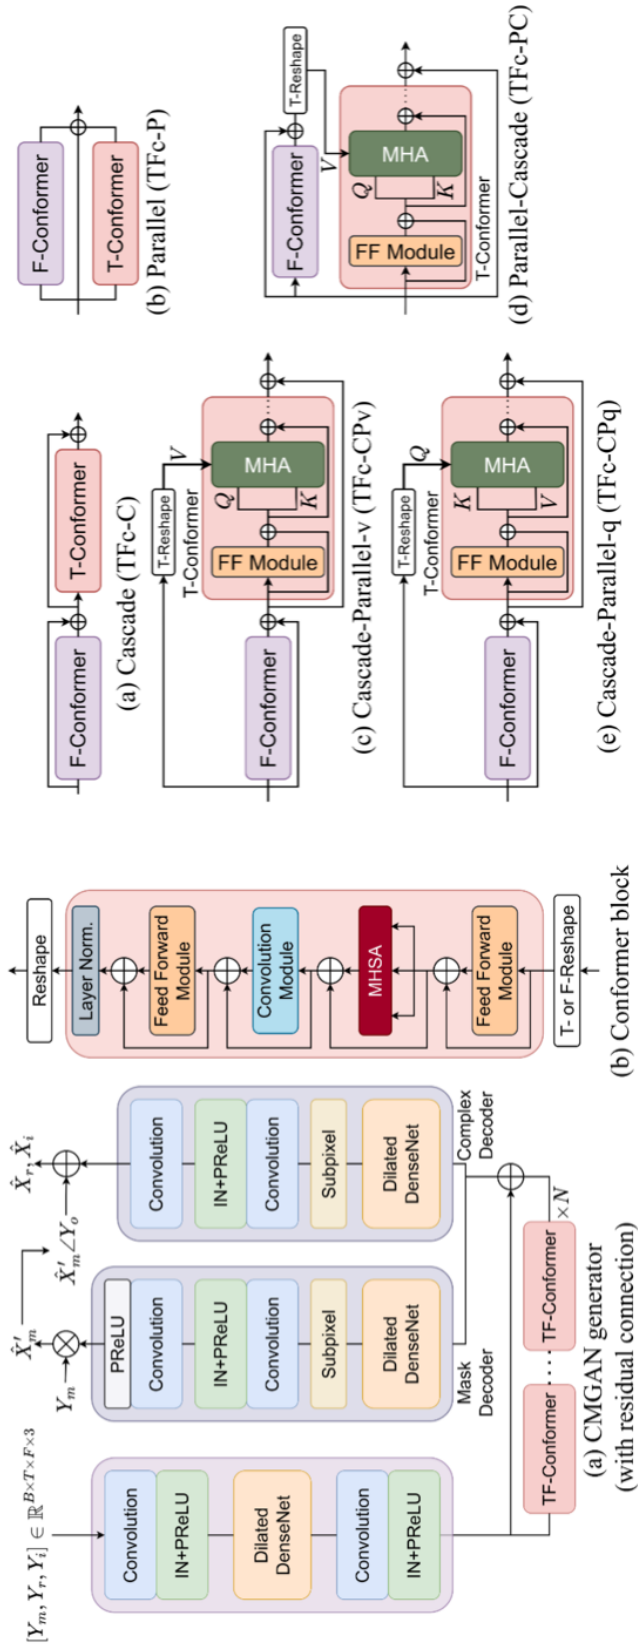 [Y_m, Y_r, Y_i] ∈ ℝ^{B×T×F×3}
Convolution
IN+PReLU
Dilated
DenseNet
Convolution
IN+PReLU
X̂′_m
Y_m
X̂′_m∠Y_o
X̂_r, X̂_i
PReLU
Convolution
IN+PReLU
Convolution
Subpixel
Dilated
DenseNet
Mask
Decoder
Convolution
IN+PReLU
Convolution
Subpixel
Dilated
DenseNet
Complex
Decoder
TF-Conformer
TF-Conformer
×N
(a) CMGAN generator
(with residual connection)
Reshape
Layer Norm.
Feed Forward
Module
Convolution
Module
MHSA
Feed Forward
Module
T- or F-Reshape
(b) Conformer block
F-Conformer
T-Conformer
(a) Cascade (TFc-C)
F-Conformer
T-Conformer
(b) Parallel (TFc-P)
T-Reshape
V
T-Conformer
F-Conformer
FF Module
Q
K
MHA
(c) Cascade-Parallel-v (TFc-CPv)
F-Conformer
T-Reshape
V
FF Module
Q
K
MHA
T-Conformer
(d) Parallel-Cascade (TFc-PC)
T-Reshape
Q
T-Conformer
F-Conformer
FF Module
K
V
MHA
(e) Cascade-Parallel-q (TFc-CPq)